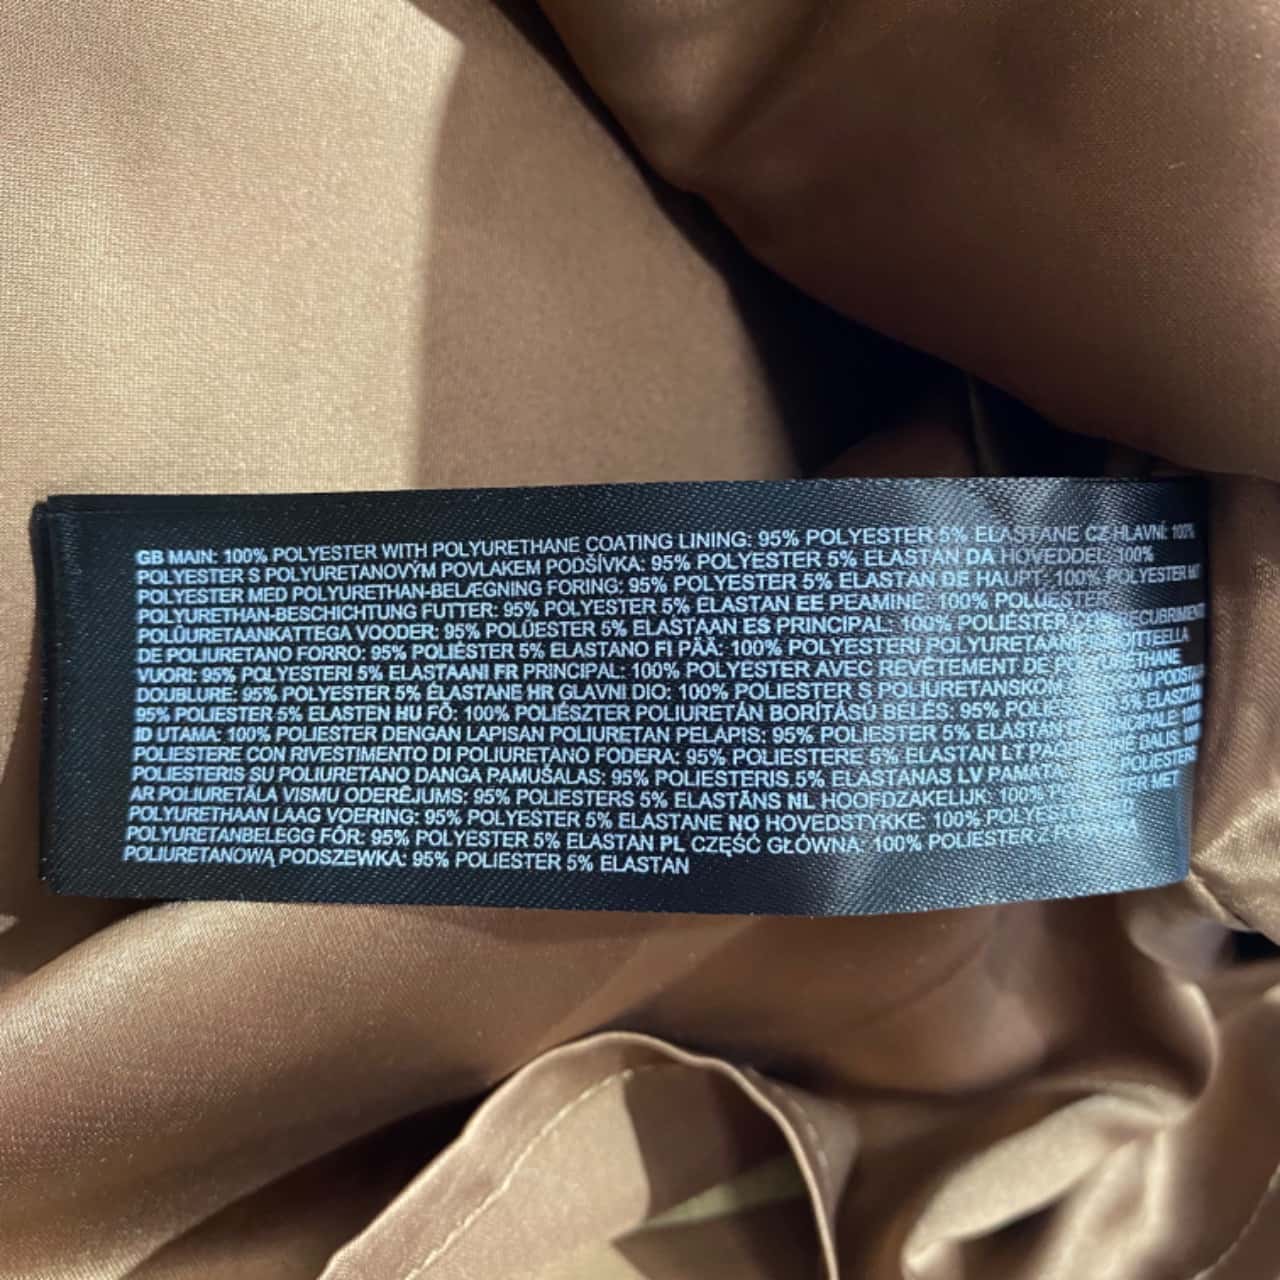 GB MAIN: 100% POLYESTER WITH POLYURETHANE COATING LINING: 95% POLYESTER 5% ELASTANE CZ HLAVNÍ: 100%
POLYESTER S POLYURETANOVÝM POVLAKEM PODŠÍVKA: 95% POLYESTER 5% ELASTAN DA HOVEDDEL: 100%
POLYESTER MED POLYURETHAN-BELÆGNING FORING: 95% POLYESTER 5% ELASTAN DE HAUPT: 100% POLYESTER MIT
POLYURETHAN-BESCHICHTUNG FUTTER: 95% POLYESTER 5% ELASTAN EE PEAMINE: 100% POLÜESTER
POLÜURETAANKATTEGA VOODER: 95% POLÜESTER 5% ELASTAAN ES PRINCIPAL: 100% POLIÉSTER
DE POLIURETANO FORRO: 95% POLIÉSTER 5% ELASTANO FI PÄÄ: 100% POLYESTERI
VUORI: 95% POLYESTERI 5% ELASTAANI FR PRINCIPAL: 100% POLYESTER AVEC REVÊTEMENT DE
DOUBLURE: 95% POLYESTER 5% ÉLASTANE HR GLAVNI DIO: 100% POLIESTER S POLIURETANSKOM
95% POLIESTER 5% ELASTEN HU FŐ: 100% POLIÉSZTER POLIURETÁN BORÍTÁSÚ BÉLÉS: 95% 5% ELASZTÁN
ID UTAMA: 100% POLIESTER DENGAN LAPISAN POLIURETAN PELAPIS: 95% POLIESTER 5% ELASTAN
POLIESTERE CON RIVESTIMENTO DI POLIURETANO FODERA: 95% POLIESTERE 5% ELASTAN LT
POLIESTERIS SU POLIURETANO DANGA PAMUŠALAS: 95% POLIESTERIS 5% ELASTANAS LV
AR POLIURETĀLA VISMU ODERĒJUMS: 95% POLIESTERS 5% ELASTĀNS NL HOOFDZAKELIJK: 100% MET
POLYURETHAAN LAAG VOERING: 95% POLYESTER 5% ELASTANE NO HOVEDSTYKKE: 100%
POLYURETANBELEGG FÔR: 95% POLYESTER 5% ELASTAN PL CZĘŚĆ GŁÓWNA: 100% POLIESTER
POLIURETANOWĄ PODSZEWKA: 95% POLIESTER 5% ELASTAN